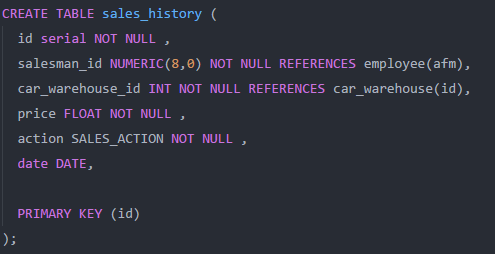 CREATE TABLE sales_history (
id serial NOT NULL ,
salesman_id NUMERIC(8,0) NOT NULL REFERENCES employee(afm),
car_warehouse_id INT NOT NULL REFERENCES car_warehouse(id),
price FLOAT NOT NULL ,
action SALES_ACTION NOT NULL ,
date DATE,
PRIMARY KEY (id)
);